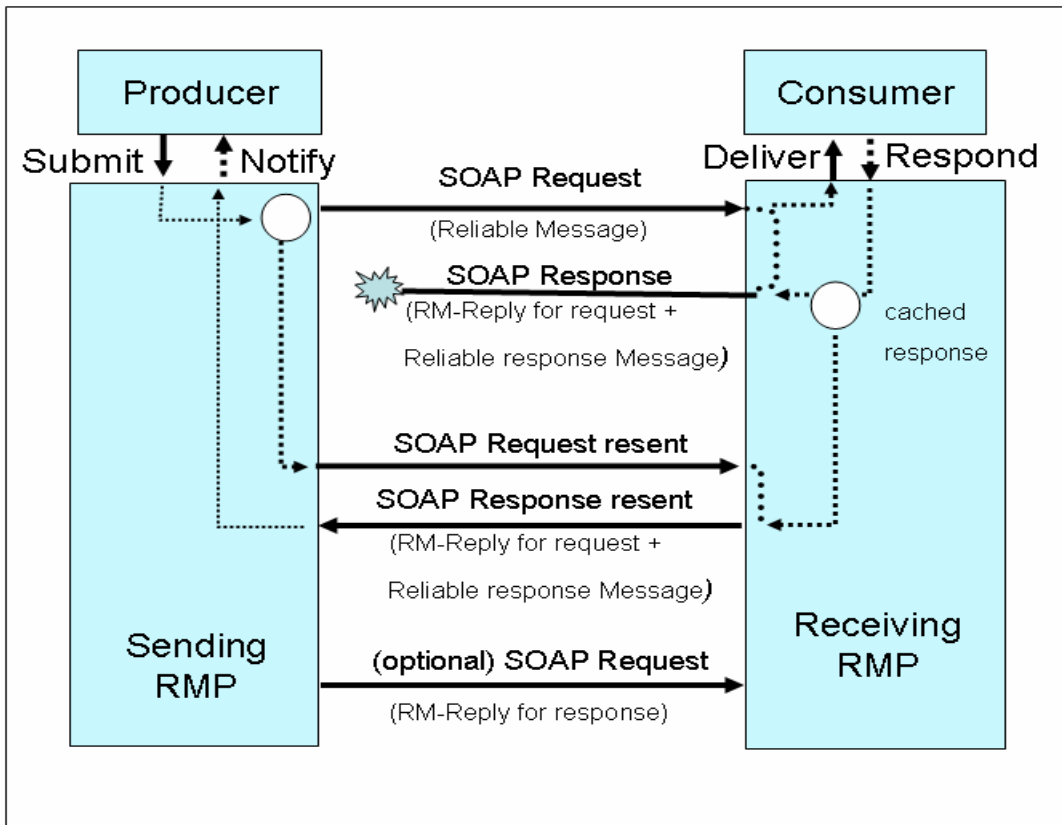 Producer
Consumer
Submit
Notify
Deliver
Respond
SOAP Request
(Reliable Message)
SOAP Response
(RM-Reply for request +
Reliable response Message)
cached
response
SOAP Request resent
SOAP Response resent
(RM-Reply for request +
Reliable response Message)
Sending
RMP
Receiving
RMP
(optional) SOAP Request
(RM-Reply for response)